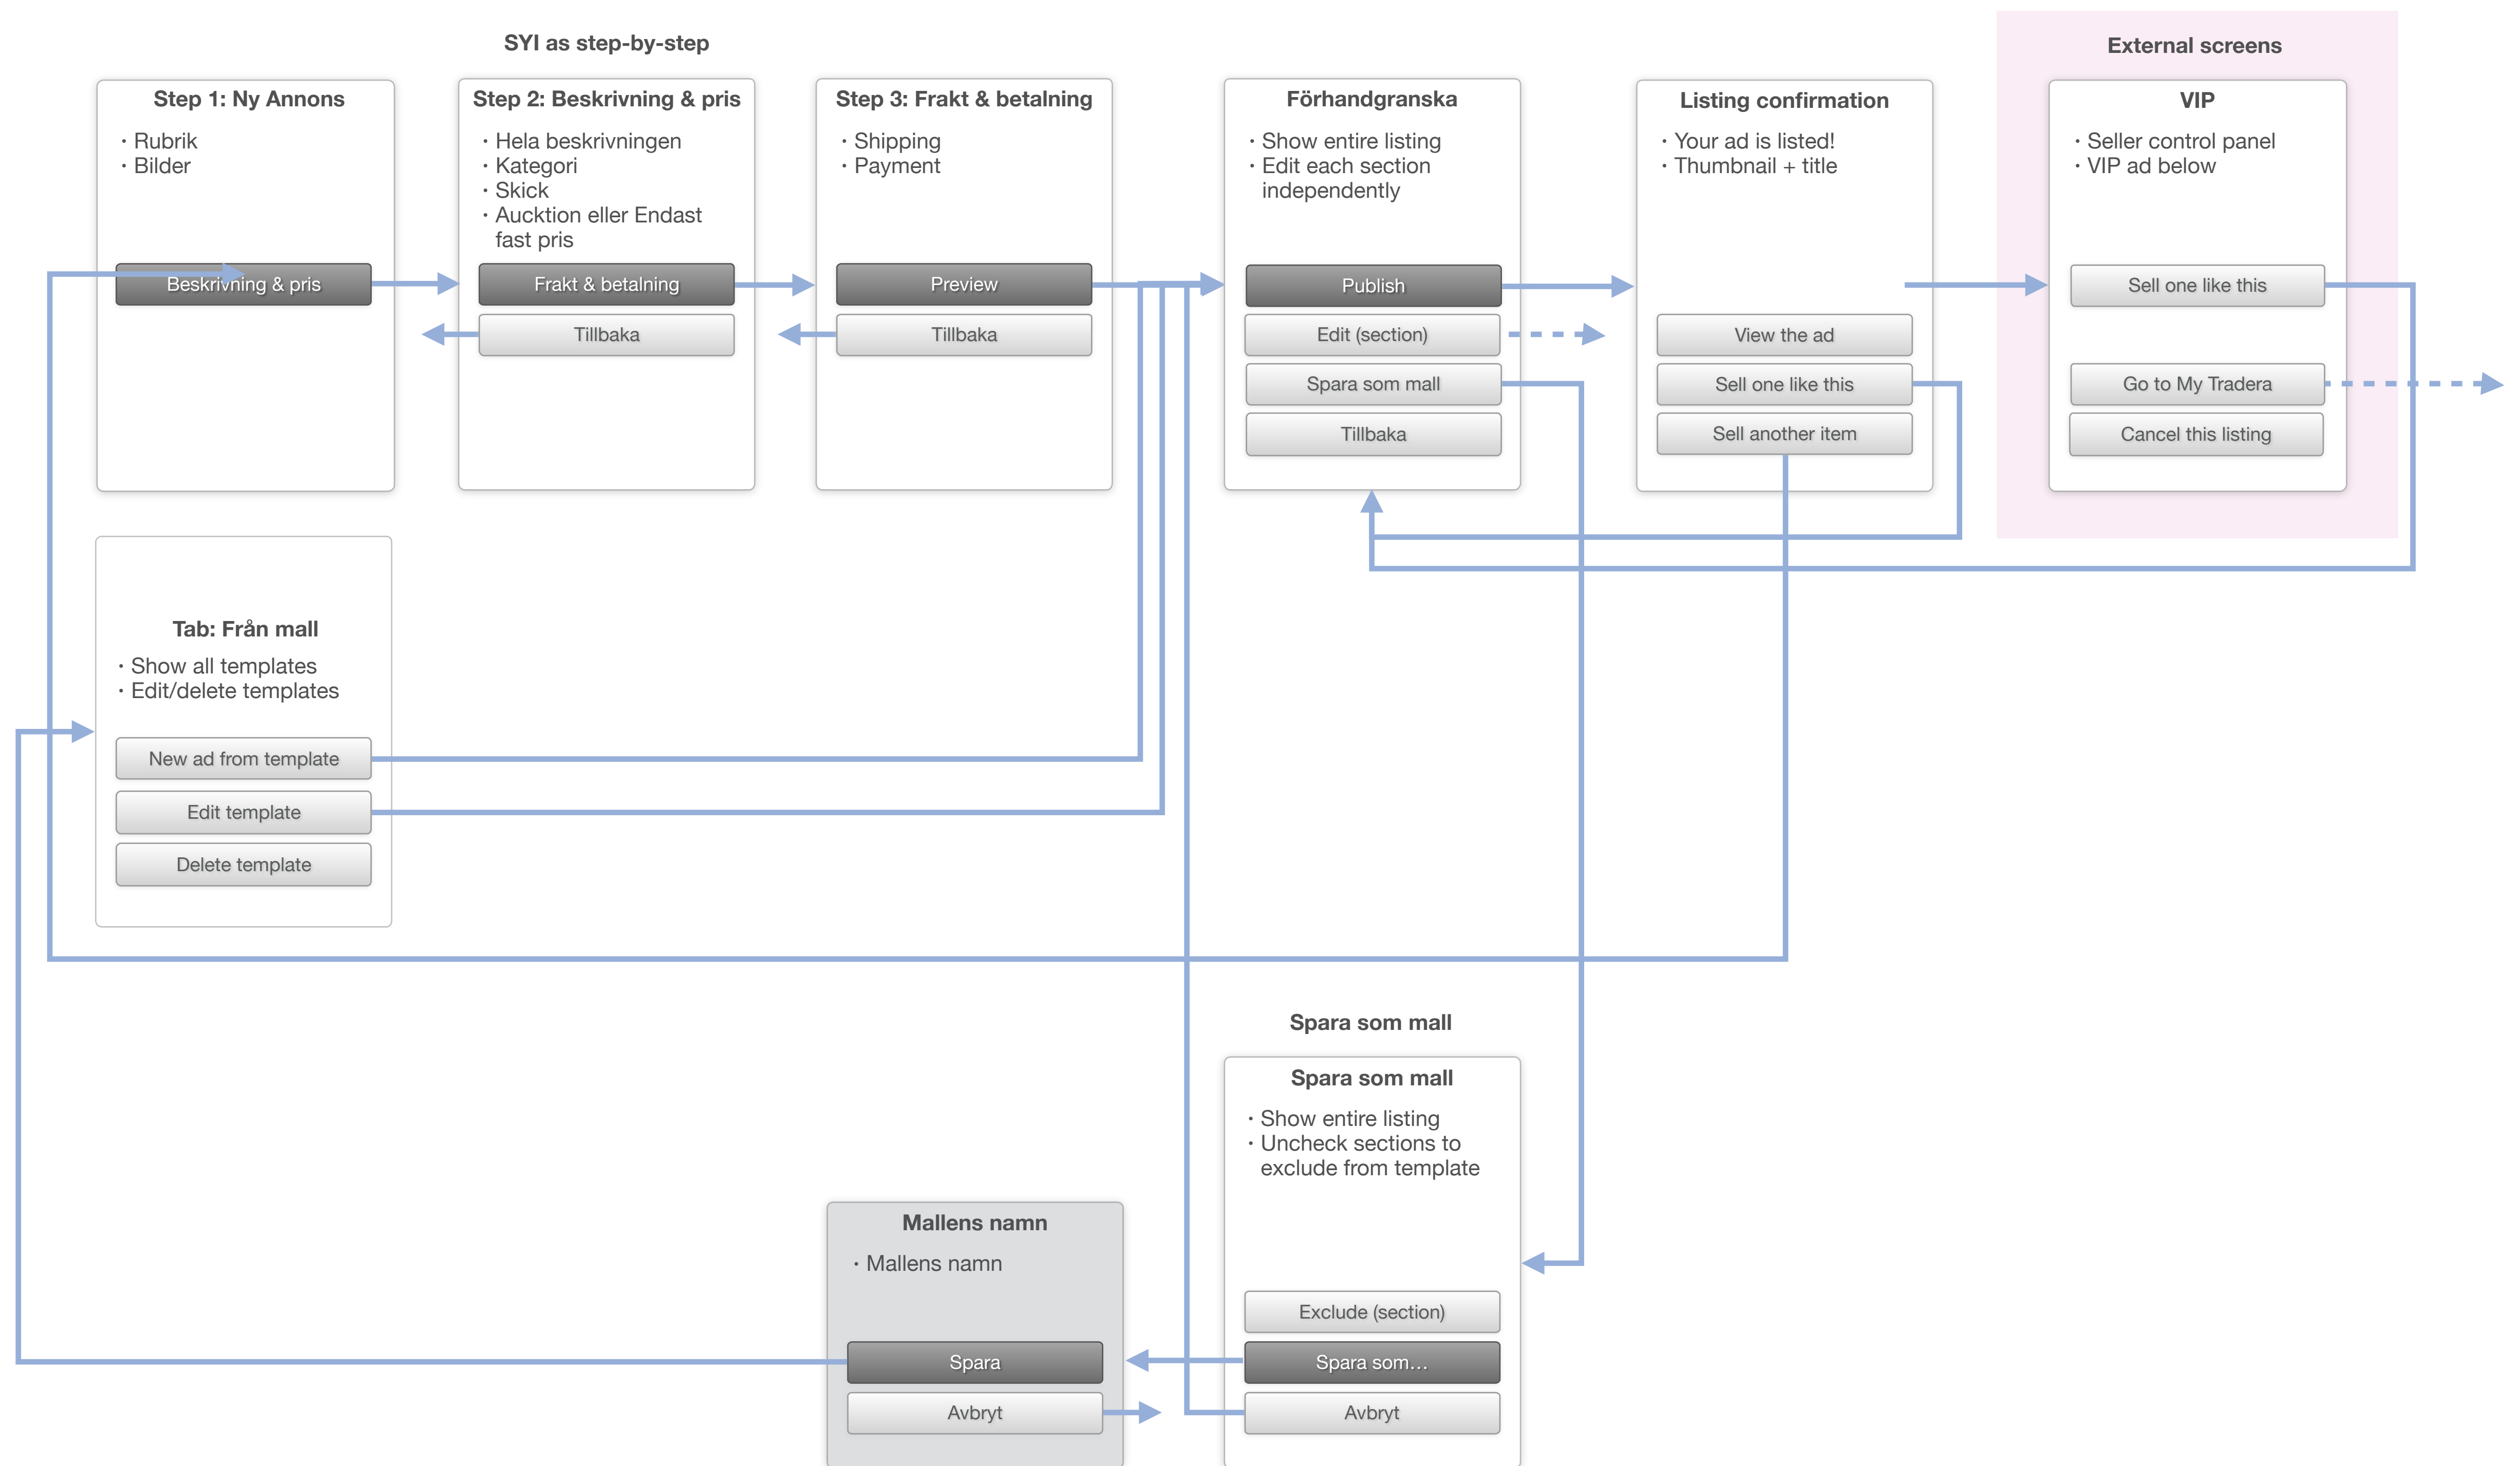 SYI as step-by-step
External screens
Step 1: Ny Annons
· Rubrik
· Bilder
Beskrivning & pris
Step 2: Beskrivning & pris
· Hela beskrivningen
· Kategori
· Skick
· Aucktion eller Endast
fast pris
Frakt & betalning
Tillbaka
Step 3: Frakt & betalning
· Shipping
· Payment
Preview
Tillbaka
Förhandgranska
· Show entire listing
· Edit each section
independently
Publish
Edit (section)
Spara som mall
Tillbaka
Listing confirmation
· Your ad is listed!
· Thumbnail + title
View the ad
Sell one like this
Sell another item
VIP
· Seller control panel
· VIP ad below
Sell one like this
Go to My Tradera
Cancel this listing
Tab: Från mall
· Show all templates
· Edit/delete templates
New ad from template
Edit template
Delete template
Spara som mall
Spara som mall
· Show entire listing
· Uncheck sections to
exclude from template
Exclude (section)
Spara som...
Avbryt
Mallens namn
· Mallens namn
Spara
Avbryt